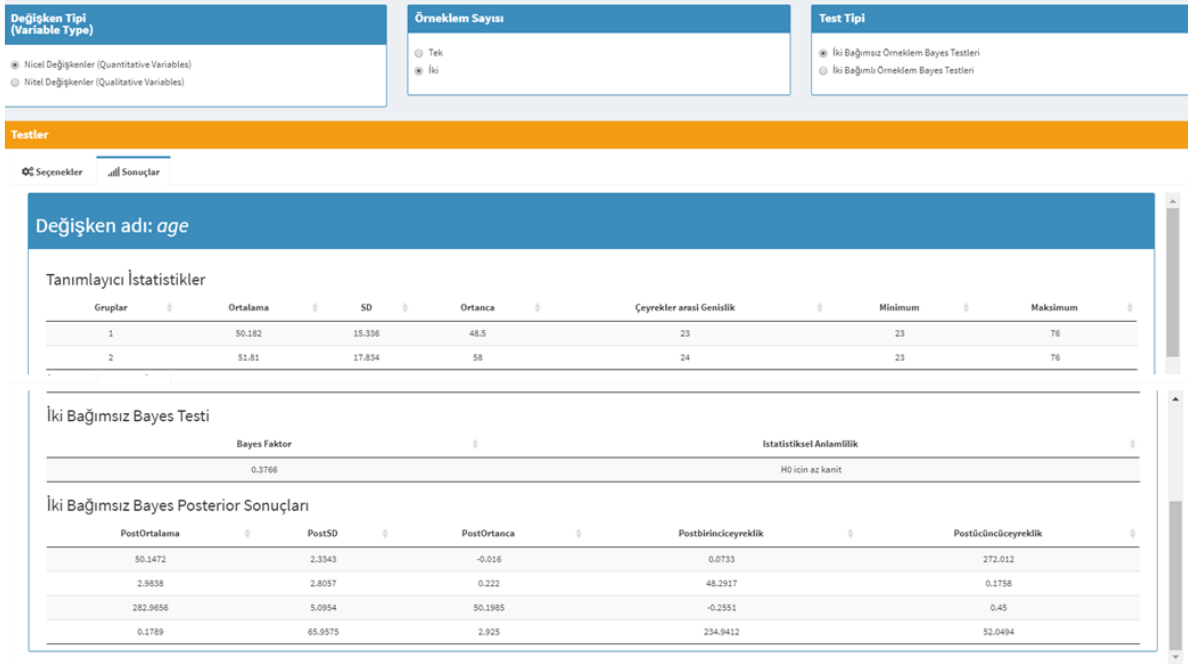 Değişken Tipi
(Variable Type)
Nicel Değişkenler (Quantitative Variables)
Nitel Değişkenler (Qualitative Variables)
Örneklem Sayısı
Tek
İki
Test Tipi
İki Bağımsız Örneklem Bayes Testleri
İki Bağımlı Örneklem Bayes Testleri
Testler
Seçenekler Sonuçlar
Değişken adı: age
Tanımlayıcı İstatistikler
Gruplar Ortalama SD Ortanca Çeyrekler arasi Genislik Minimum Maksimum
1 50.182 15.336 48.5 23 23 76
2 51.81 17.834 58 24 23 76
İki Bağımsız Bayes Testi
Bayes Faktor Istatistiksel Anlamlilik
0.3766 H0 icin az kanit
İki Bağımsız Bayes Posterior Sonuçları
PostOrtalama PostSD PostOrtanca Postbirinciceyreklik Postücüncüceyreklik
50.1472 2.3343 -0.016 0.0733 272.012
2.9838 2.8057 0.222 48.2917 0.1758
282.9656 5.0954 50.1985 -0.2551 0.45
0.1789 65.9575 2.925 234.9412 52.0494